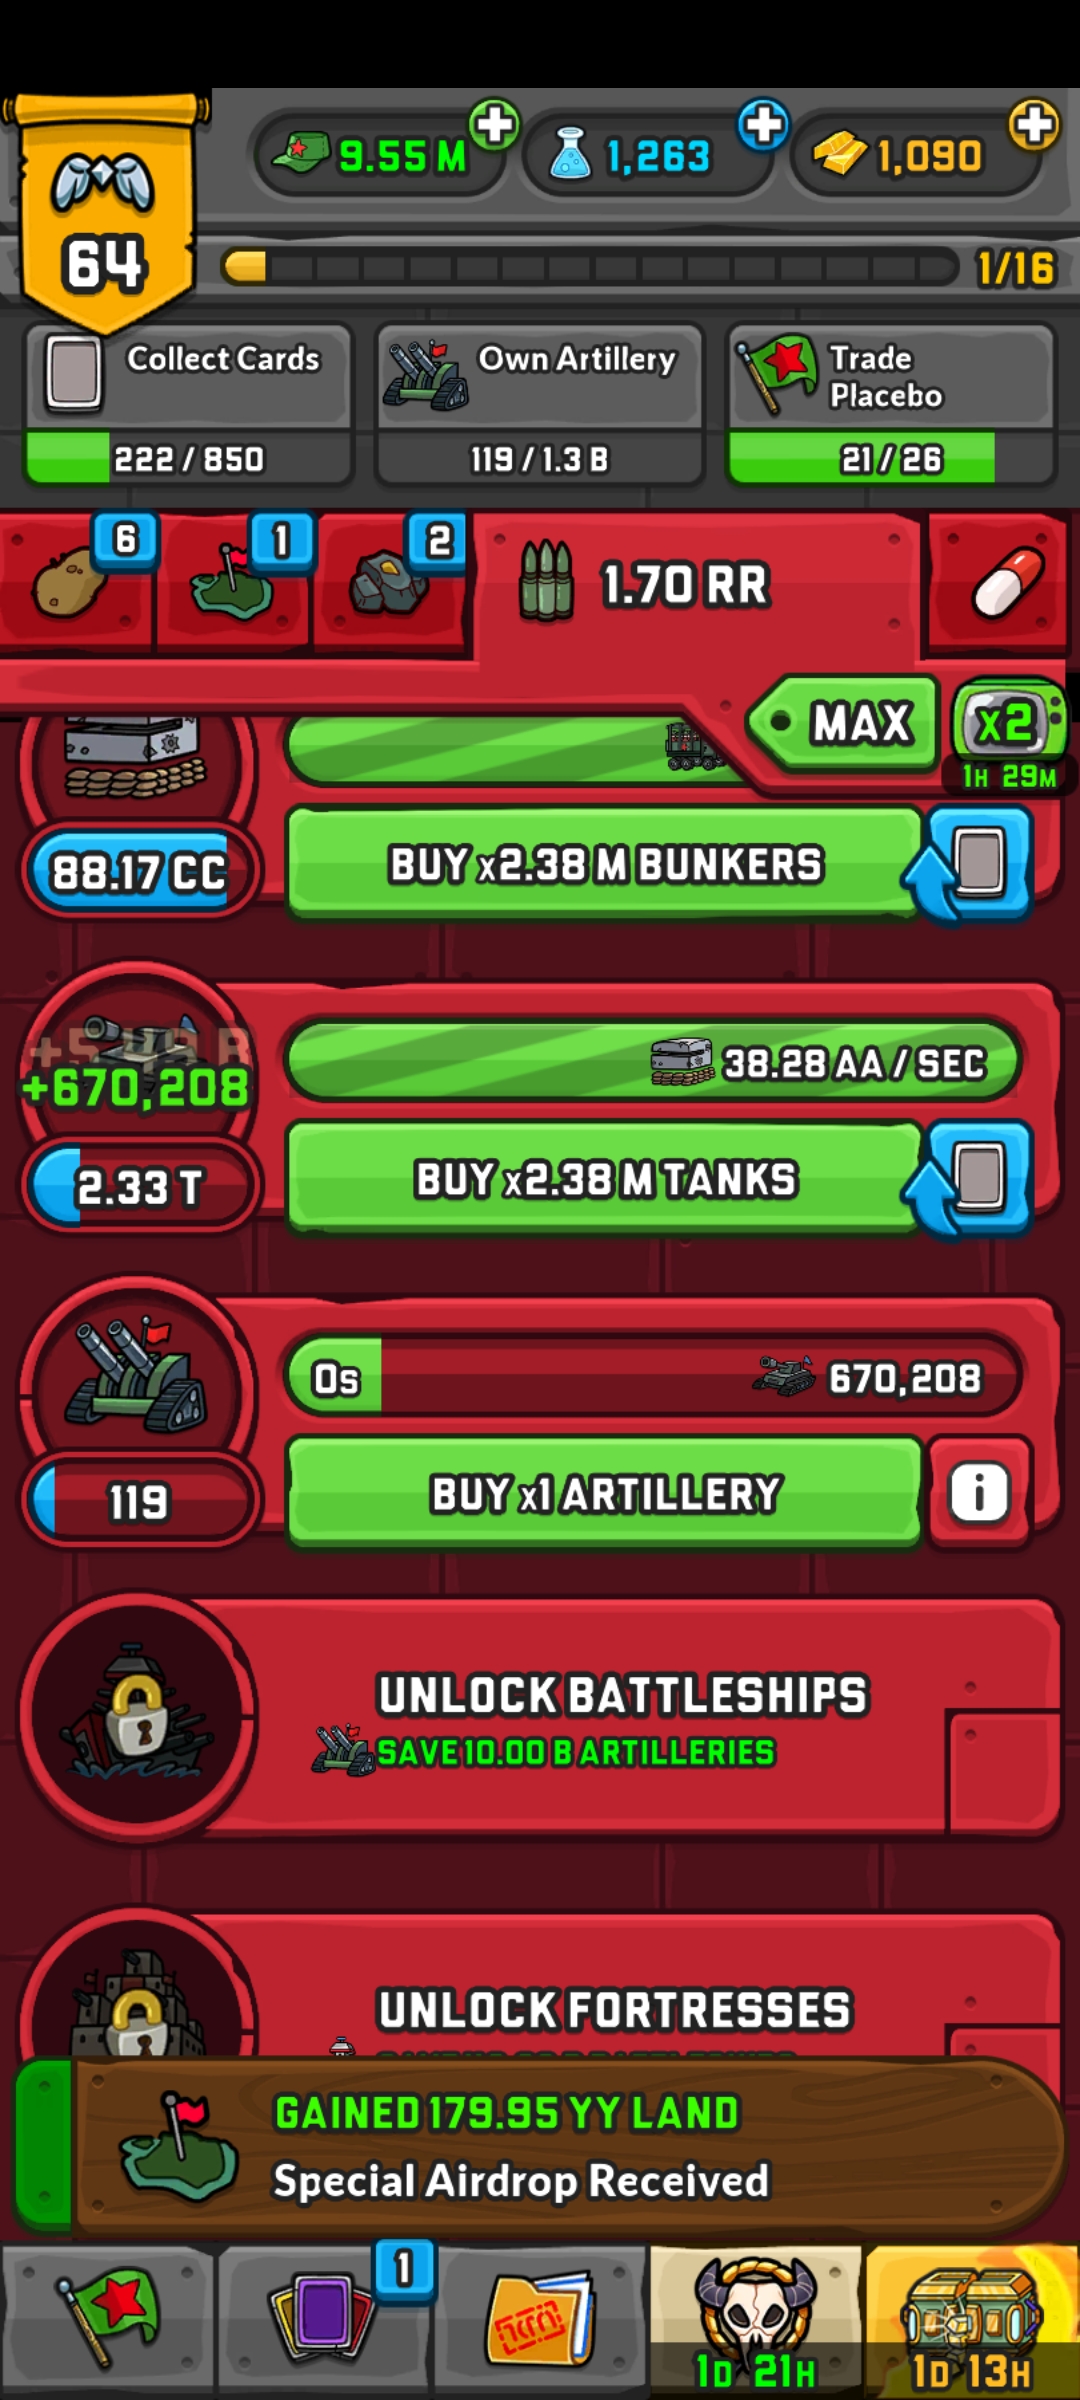 64
9.55 M
1,263
1,090
1/16
Collect Cards
222 / 850
Own Artillery
119 / 1.3 B
Trade
Placebo
21 / 26
6
1
2
1.70 RR
MAX
x2
1H 29M
88.17 CC
BUY x2.38 M BUNKERS
+670,208
38.28 AA / SEC
2.33 T
BUY x2.38 M TANKS
0s
670,208
119
BUY x1 ARTILLERY
i
UNLOCK BATTLESHIPS
SAVE 10.00 B ARTILLERIES
UNLOCK FORTRESSES
GAINED 179.95 YY LAND
Special Airdrop Received
1
1D 21H
1D 13H